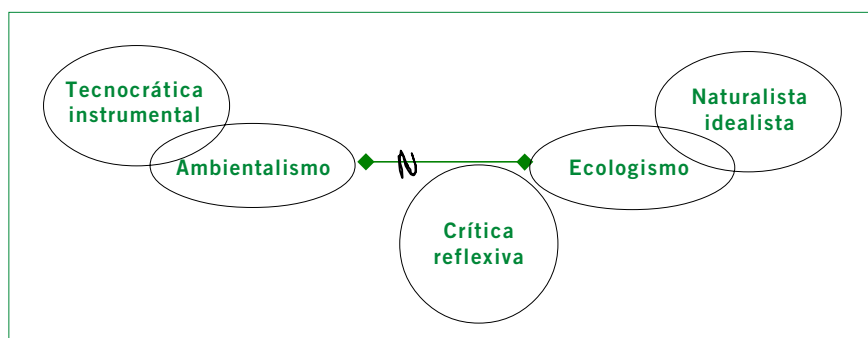 Tecnocrática
instrumental
Ambientalismo
N
Ecologismo
Naturalista
idealista
Crítica
reflexiva